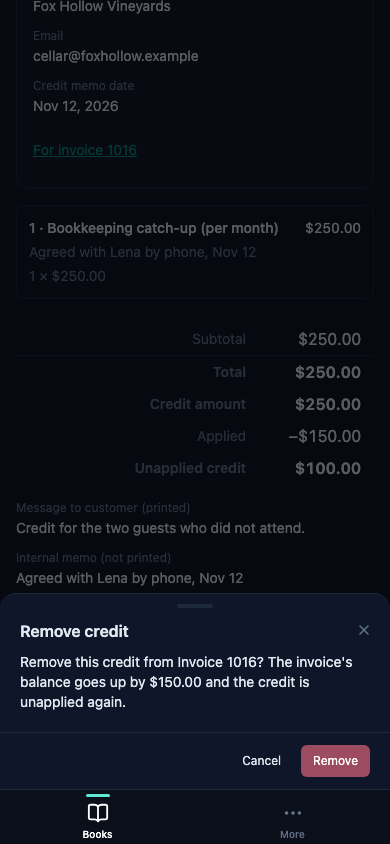 Fox Hollow Vineyards
Email
cellar@foxhollow.example
Credit memo date
Nov 12, 2026
For invoice 1016
1 · Bookkeeping catch-up (per month) $250.00
Agreed with Lena by phone, Nov 12
1 × $250.00
Subtotal $250.00
Total $250.00
Credit amount $250.00
Applied –$150.00
Unapplied credit $100.00
Message to customer (printed)
Credit for the two guests who did not attend.
Internal memo (not printed)
Agreed with Lena by phone, Nov 12
Remove credit
Remove this credit from Invoice 1016? The invoice's
balance goes up by $150.00 and the credit is
unapplied again.
Cancel Remove
Books More